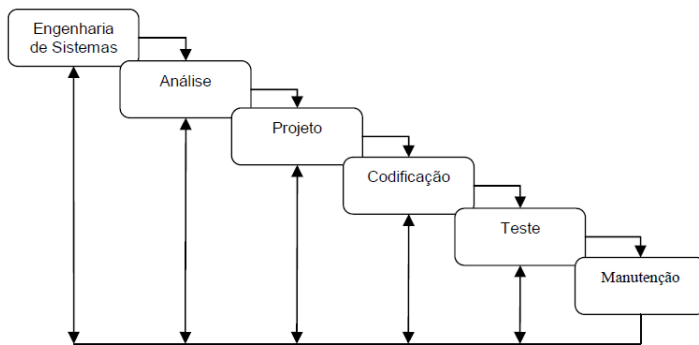 Engenharia
de Sistemas
Análise
Projeto
Codificação
Teste
Manutenção